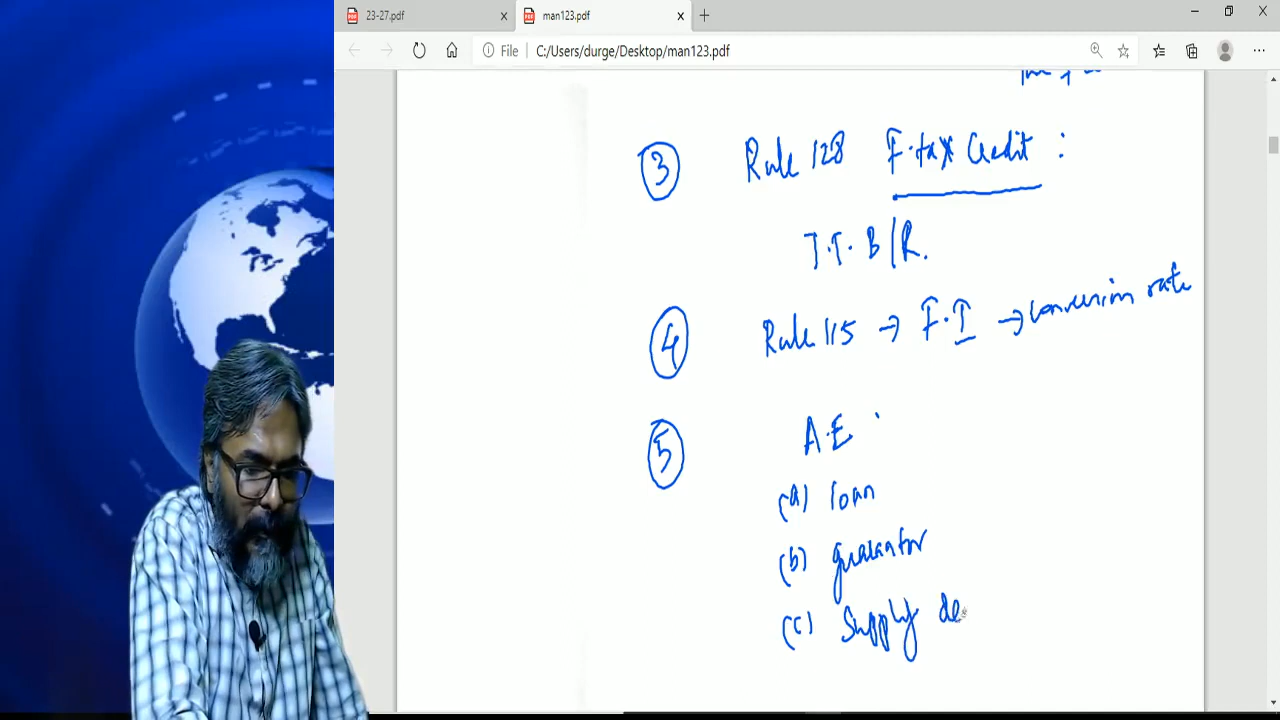 23-27.pdf
man123.pdf
File C:/Users/durge/Desktop/man123.pdf
③ Rule 128 F.tax Credit :
T.T. B/R.
④ Rule 115 → F.I → conversion rate
⑤ A.E
(a) loan
(b) guarantor
(c) Supply de